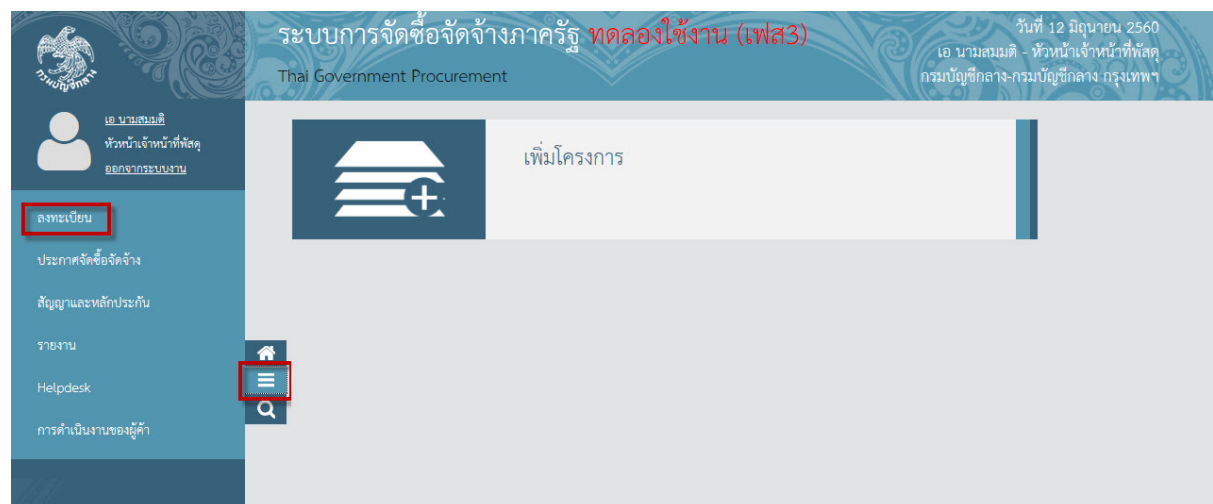 กรมบัญชีกลาง
ระบบการจัดซื้อจัดจ้างภาครัฐ ทดลองใช้งาน (เฟส3)
Thai Government Procurement
วันที่ 12 มิถุนายน 2560
เอ นามสมมติ - หัวหน้าเจ้าหน้าที่พัสดุ
กรมบัญชีกลาง-กรมบัญชีกลาง กรุงเทพฯ
เอ นามสมมติ
หัวหน้าเจ้าหน้าที่พัสดุ
ออกจากระบบงาน
ลงทะเบียน
ประกาศจัดซื้อจัดจ้าง
สัญญาและหลักประกัน
รายงาน
Helpdesk
การดำเนินงานของผู้ค้า
เพิ่มโครงการ